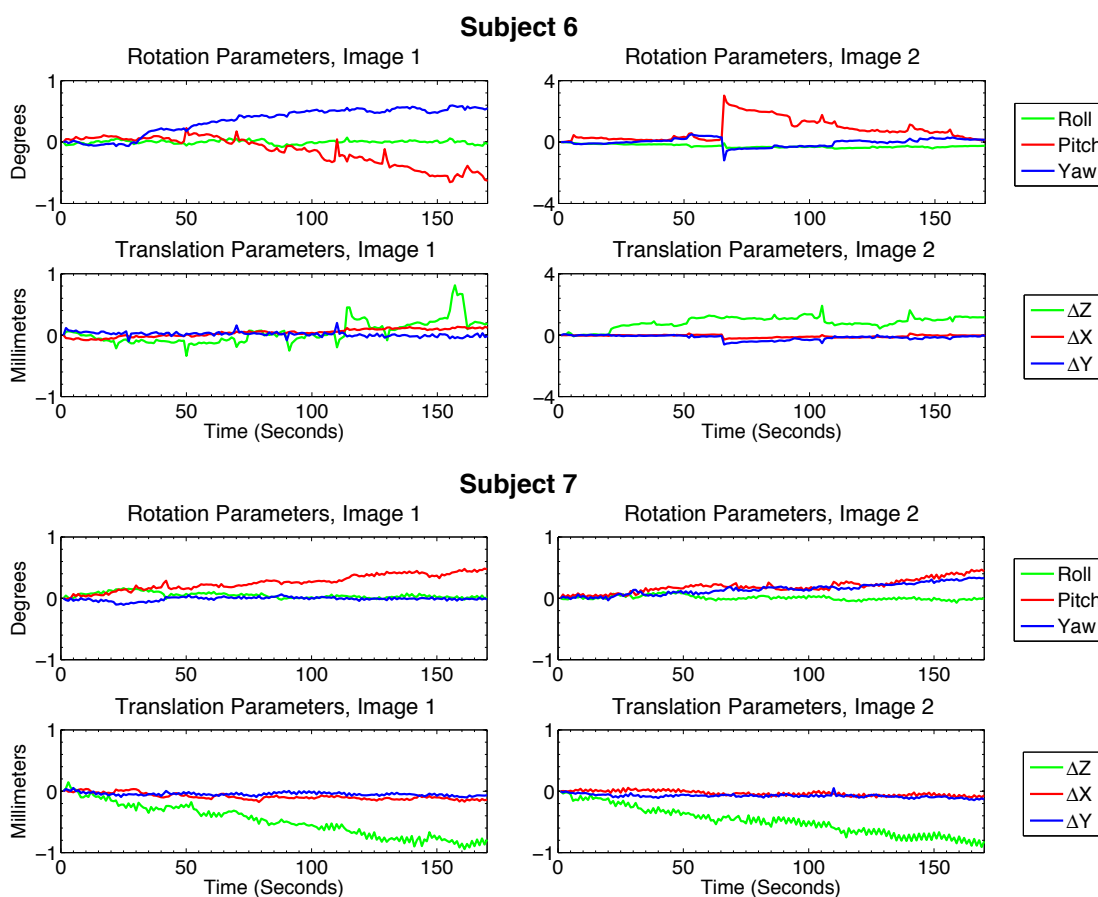 Subject 6
Rotation Parameters, Image 1
Rotation Parameters, Image 2
Degrees
1
0
−1
0 50 100 150
4
0
−4
0 50 100 150
Roll
Pitch
Yaw
Translation Parameters, Image 1
Translation Parameters, Image 2
Millimeters
1
0
−1
0 50 100 150
Time (Seconds)
4
0
−4
0 50 100 150
Time (Seconds)
ΔZ
ΔX
ΔY
Subject 7
Rotation Parameters, Image 1
Rotation Parameters, Image 2
Degrees
1
0
−1
0 50 100 150
1
0
−1
0 50 100 150
Roll
Pitch
Yaw
Translation Parameters, Image 1
Translation Parameters, Image 2
Millimeters
1
0
−1
0 50 100 150
Time (Seconds)
1
0
−1
0 50 100 150
Time (Seconds)
ΔZ
ΔX
ΔY